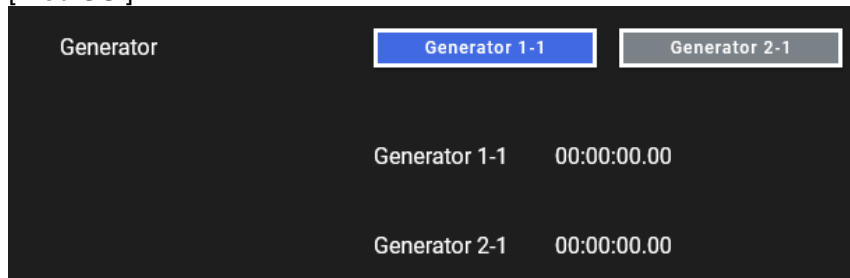 Generator Generator 1-1 Generator 2-1
Generator 1-1 00:00:00.00
Generator 2-1 00:00:00.00